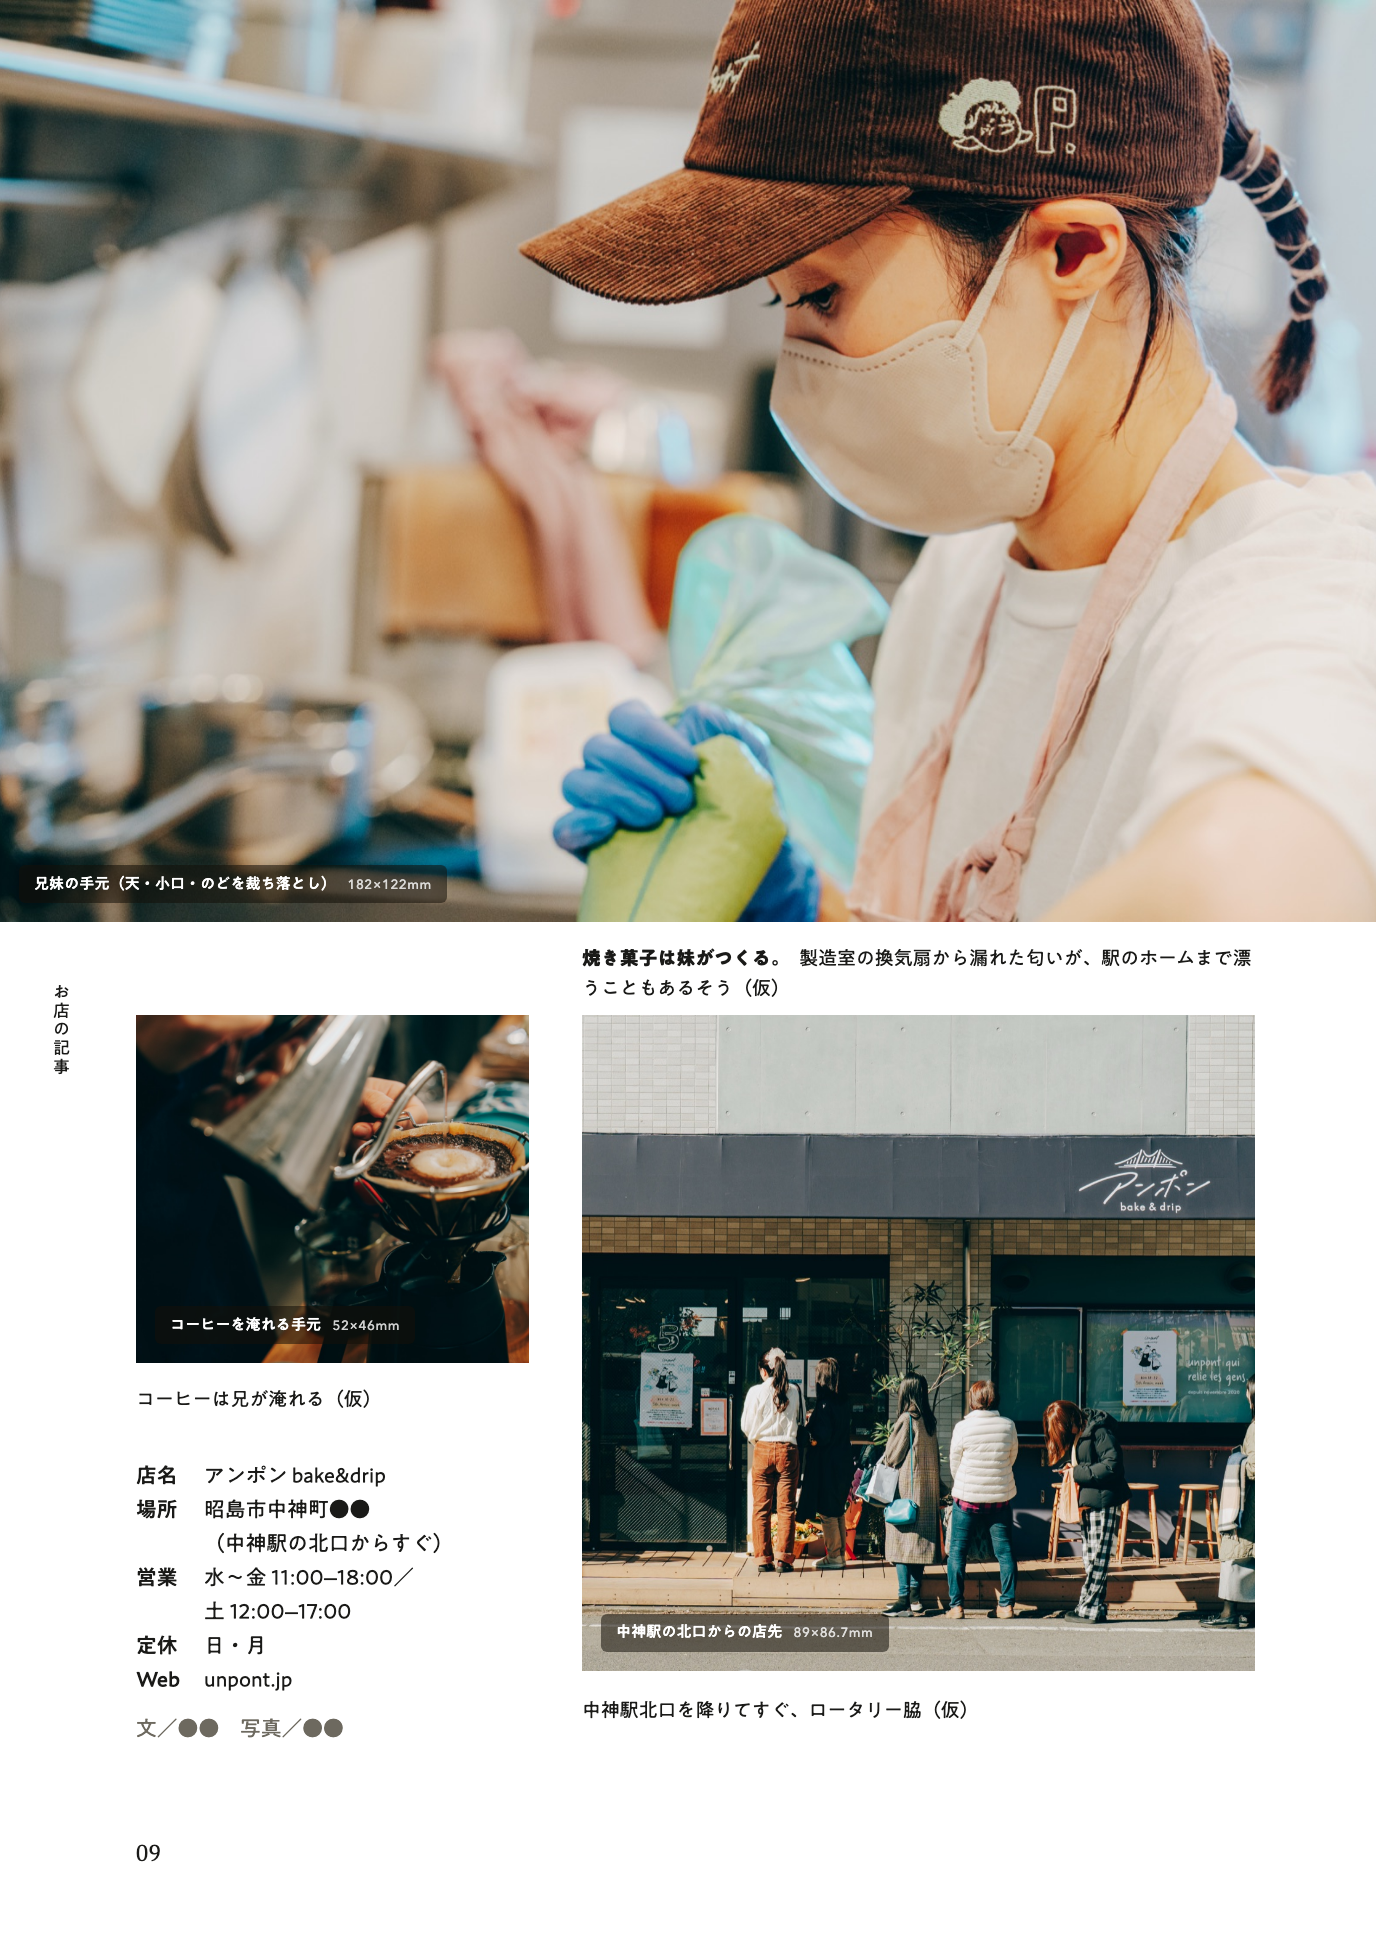 P.
兄妹の手元（天・小口・のどを裁ち落とし） 182×122mm
焼き菓子は妹がつくる。 製造室の換気扇から漏れた匂いが、駅のホームまで漂
うこともあるそう（仮）
お店の記事
コーヒーを淹れる手元 52×46mm
コーヒーは兄が淹れる（仮）
店名 アンポン bake&drip
場所 昭島市中神町●●
（中神駅の北口からすぐ）
営業 水～金 11:00–18:00／
土 12:00–17:00
定休 日・月
Web unpont.jp
文／●● 写真／●●
アンポン
bake & drip
unpont: qui
relie les gens
中神駅の北口からの店先 89×86.7mm
中神駅北口を降りてすぐ、ロータリー脇（仮）
09